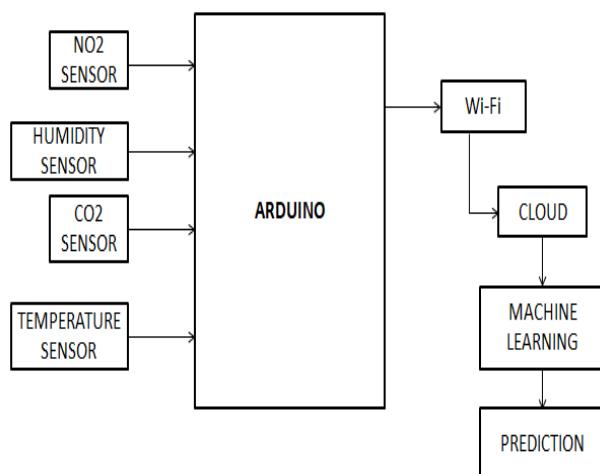 NO2
SENSOR
HUMIDITY
SENSOR
CO2
SENSOR
TEMPERATURE
SENSOR
ARDUINO
Wi-Fi
CLOUD
MACHINE
LEARNING
PREDICTION